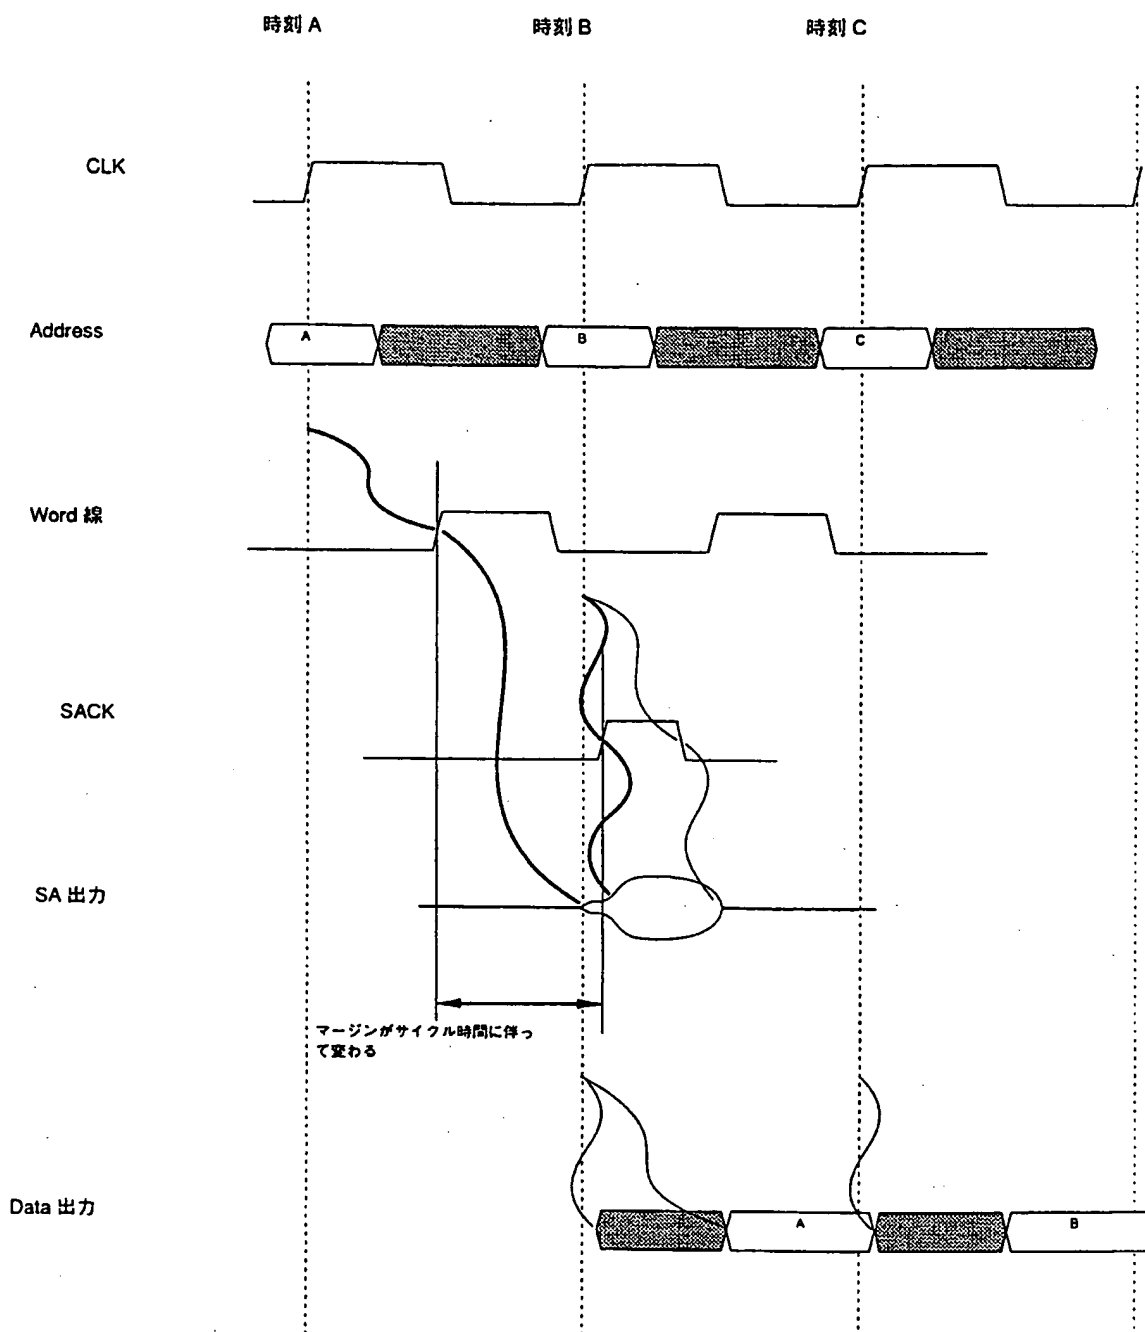 時刻 A
時刻 B
時刻 C
CLK
Address
A
B
C
Word 線
SACK
SA 出力
マージンがサイクル時間に伴っ
て変わる
Data 出力
A
B